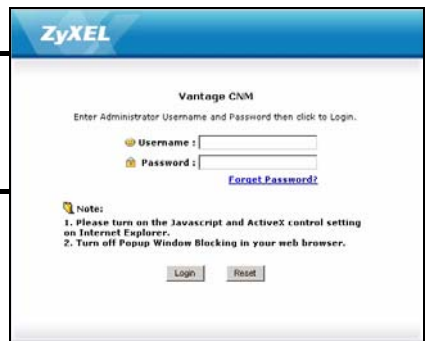 ZyXEL
Vantage CNM
Enter Administrator Username and Password then click to Login.
Username :
Password :
Forget Password?
Note:
1. Please turn on the Javascript and ActiveX control setting
on Internet Explorer.
2. Turn off Popup Window Blocking in your web browser.
Login Reset